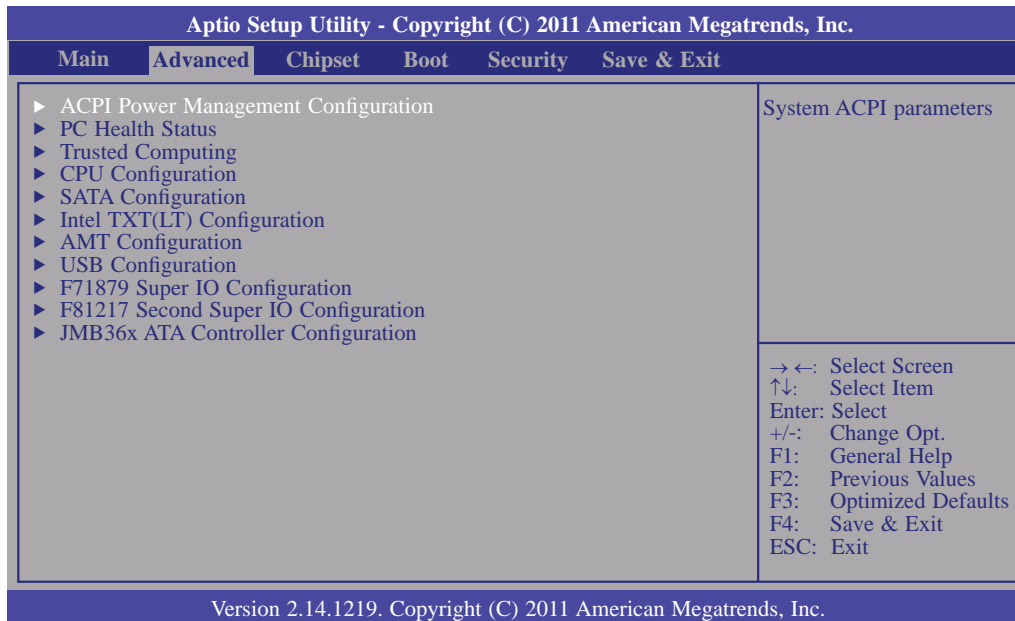 Aptio Setup Utility - Copyright (C) 2011 American Megatrends, Inc.
Main Advanced Chipset Boot Security Save & Exit
► ACPI Power Management Configuration
► PC Health Status
► Trusted Computing
► CPU Configuration
► SATA Configuration
► Intel TXT(LT) Configuration
► AMT Configuration
► USB Configuration
► F71879 Super IO Configuration
► F81217 Second Super IO Configuration
► JMB36x ATA Controller Configuration
System ACPI parameters
→ ←: Select Screen
↑↓: Select Item
Enter: Select
+/-: Change Opt.
F1: General Help
F2: Previous Values
F3: Optimized Defaults
F4: Save & Exit
ESC: Exit
Version 2.14.1219. Copyright (C) 2011 American Megatrends, Inc.